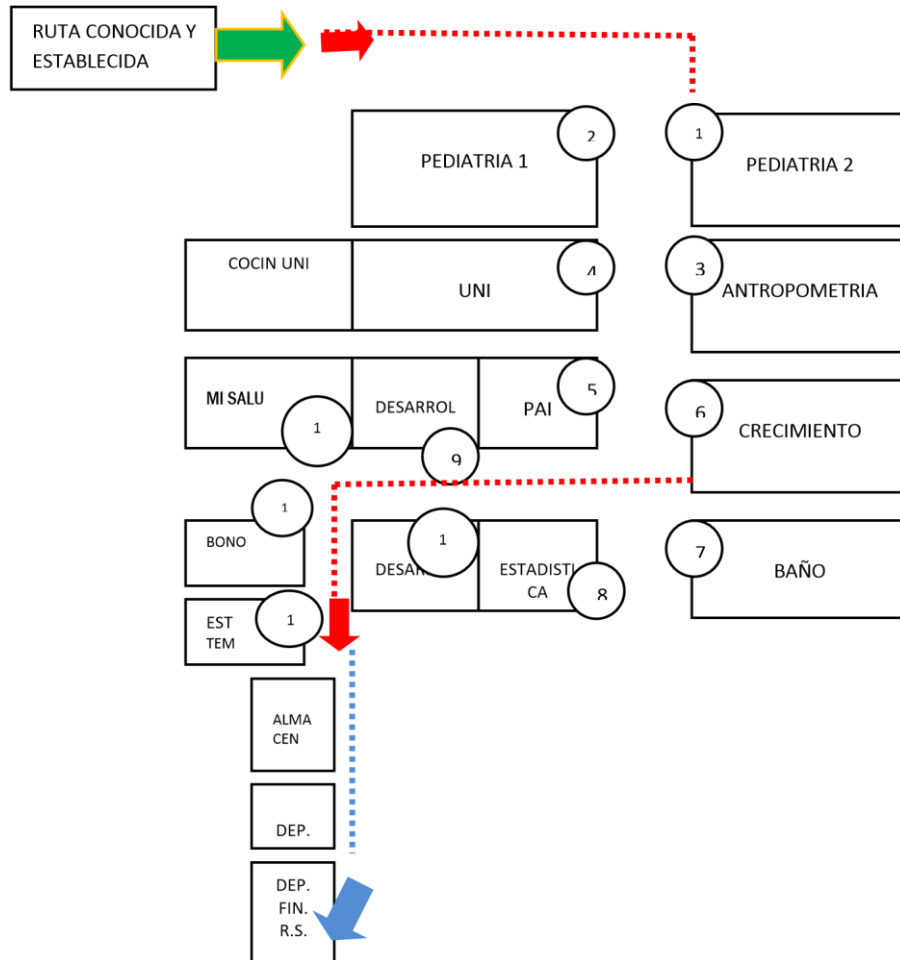 RUTA CONOCIDA Y
ESTABLECIDA
2
1
PEDIATRIA 1
PEDIATRIA 2
COCIN UNI
4
3
UNI
ANTROPOMETRIA
MI SALU
1
DESARROL
9
PAI
5
6
CRECIMIENTO
1
BONO
1
DESAR
ESTADISTI
CA
8
7
BAÑO
EST
TEM
1
ALMA
CEN
DEP.
DEP.
FIN.
R.S.